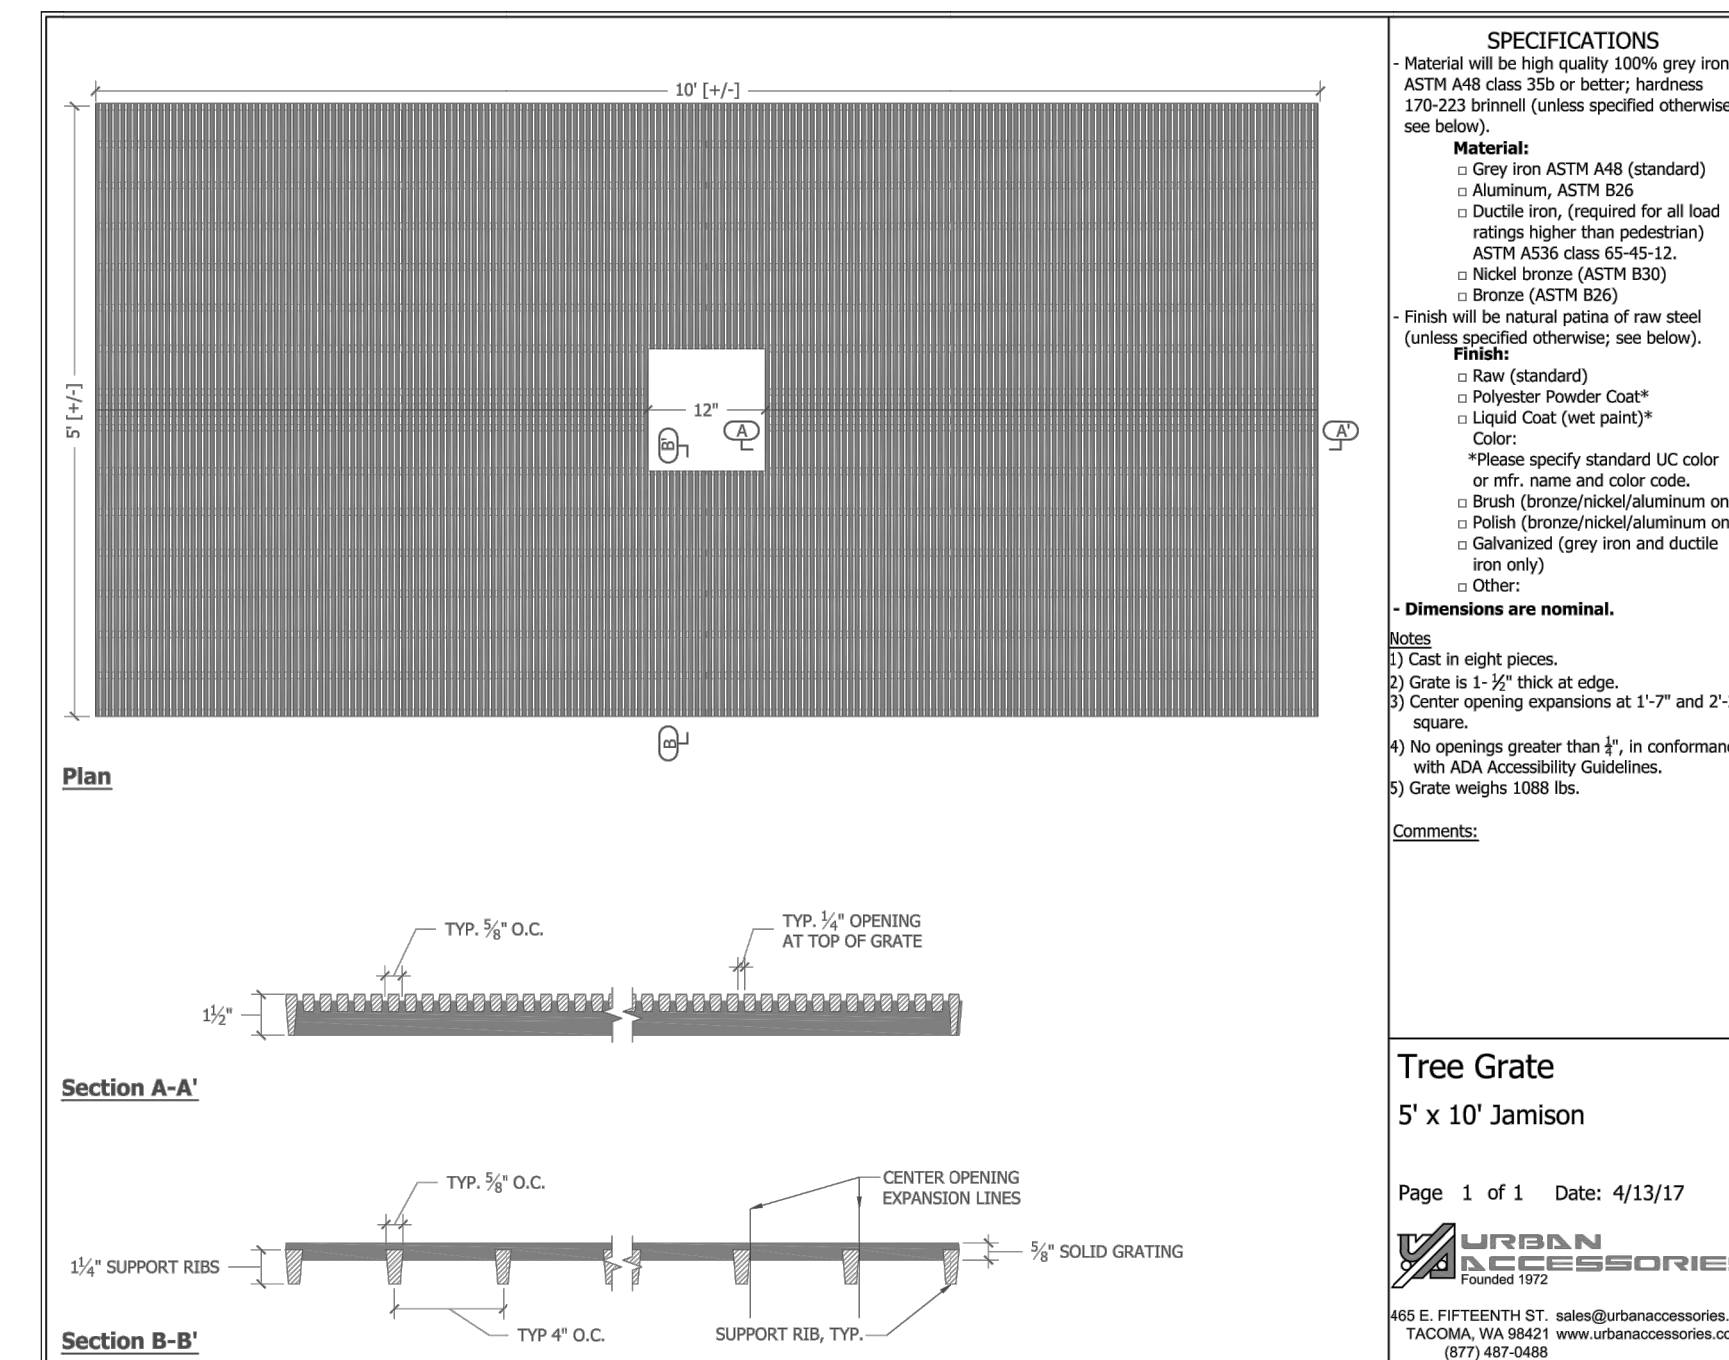 10' [+/-]
5' [+/-]
12"
A
A'
B'
B
Plan
TYP. 5/8" O.C.
TYP. 1/4" OPENING
AT TOP OF GRATE
1 1/2"
Section A-A'
TYP. 5/8" O.C.
CENTER OPENING
EXPANSION LINES
1 1/4" SUPPORT RIBS
5/8" SOLID GRATING
TYP 4" O.C.
SUPPORT RIB, TYP.
Section B-B'
SPECIFICATIONS
- Material will be high quality 100% grey iron
ASTM A48 class 35b or better; hardness
170-223 brinnell (unless specified otherwise
see below).
Material:
□ Grey iron ASTM A48 (standard)
□ Aluminum, ASTM B26
□ Ductile iron, (required for all load
ratings higher than pedestrian)
ASTM A536 class 65-45-12.
□ Nickel bronze (ASTM B30)
□ Bronze (ASTM B26)
- Finish will be natural patina of raw steel
(unless specified otherwise; see below).
Finish:
□ Raw (standard)
□ Polyester Powder Coat*
□ Liquid Coat (wet paint)*
Color:
*Please specify standard UC color
or mfr. name and color code.
□ Brush (bronze/nickel/aluminum
□ Polish (bronze/nickel/aluminum
□ Galvanized (grey iron and ductile
iron only)
□ Other:
- Dimensions are nominal.
Notes
1) Cast in eight pieces.
2) Grate is 1- 1/2" thick at edge.
3) Center opening expansions at 1'-7" and
square.
4) No openings greater than 1/4", in
with ADA Accessibility Guidelines.
5) Grate weighs 1088 lbs.
Comments:
Tree Grate
5' x 10' Jamison
Page 1 of 1 Date: 4/13/17
URBAN
ACCESSORIES
Founded 1972
465 E. FIFTEENTH ST. sales@urbanaccessories.
TACOMA, WA 98421 www.urbanaccessories.co
(877) 487-0488